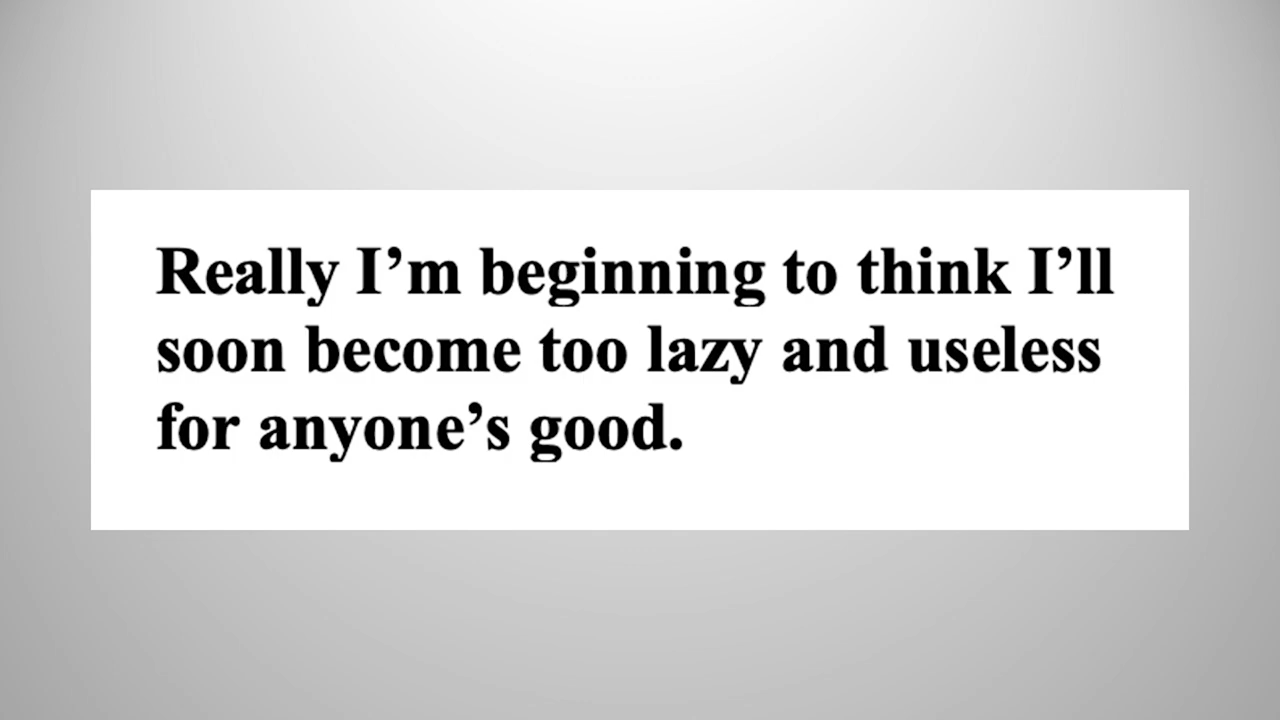 Really I’m beginning to think I’ll
soon become too lazy and useless
for anyone’s good.